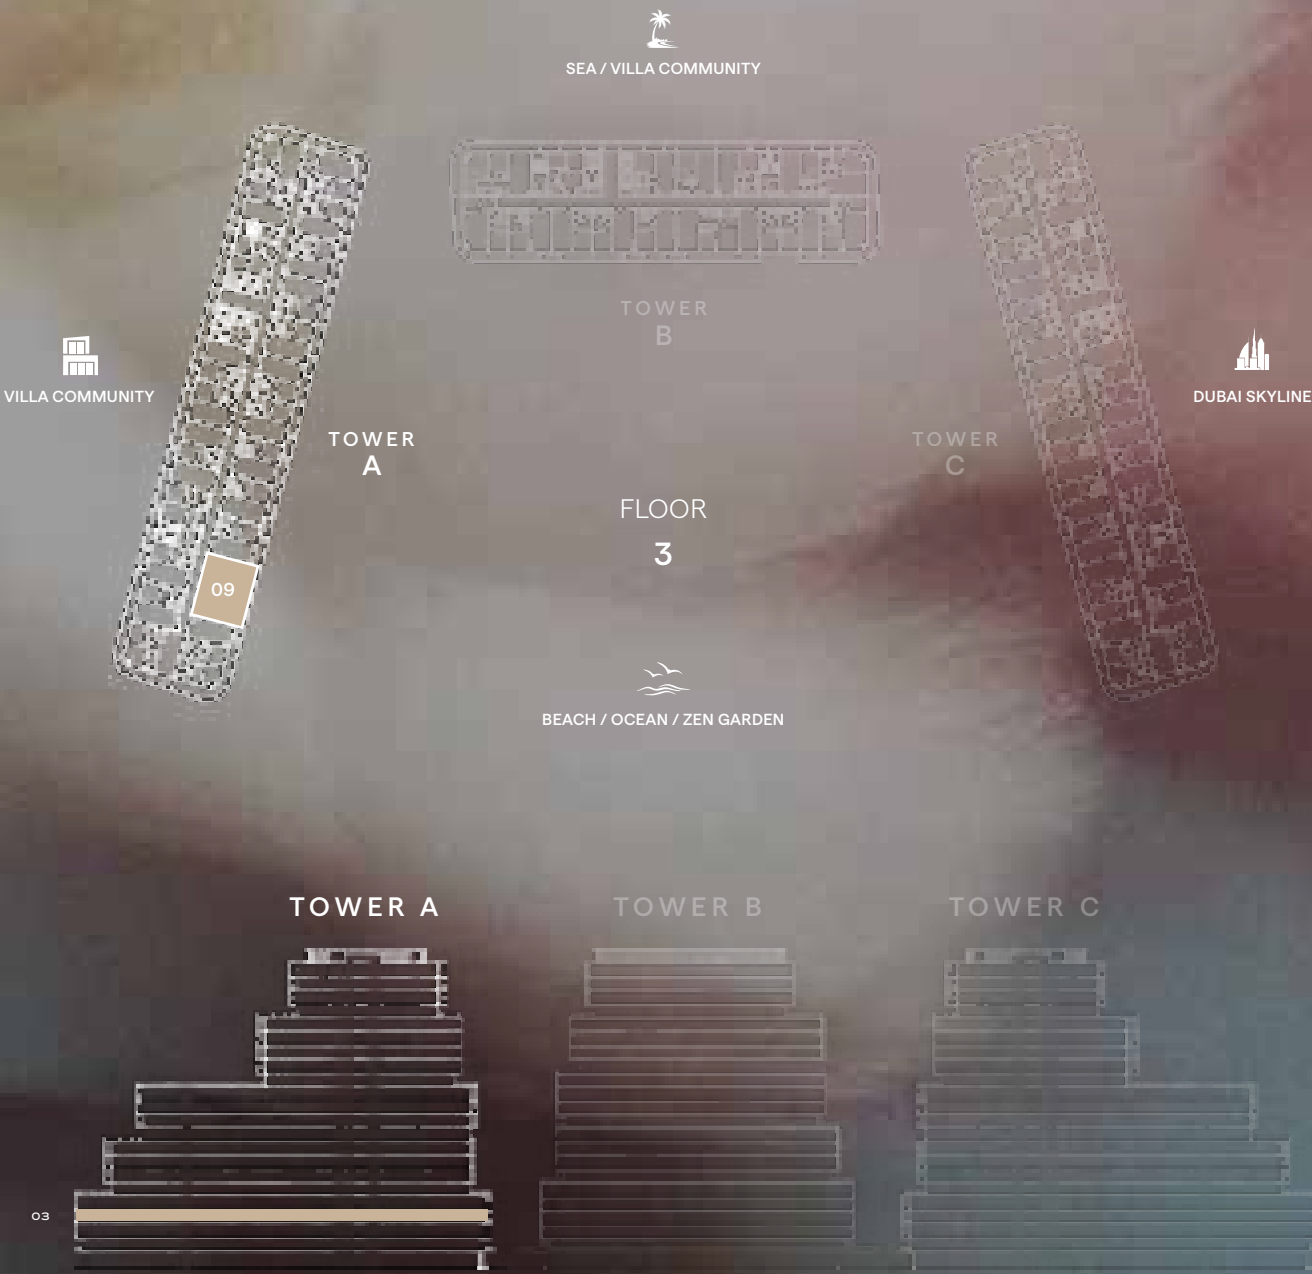 SEA / VILLA COMMUNITY
TOWER
B
VILLA COMMUNITY
DUBAI SKYLINE
TOWER
A
TOWER
C
FLOOR
3
09
BEACH / OCEAN / ZEN GARDEN
TOWER A
TOWER B
TOWER C
03